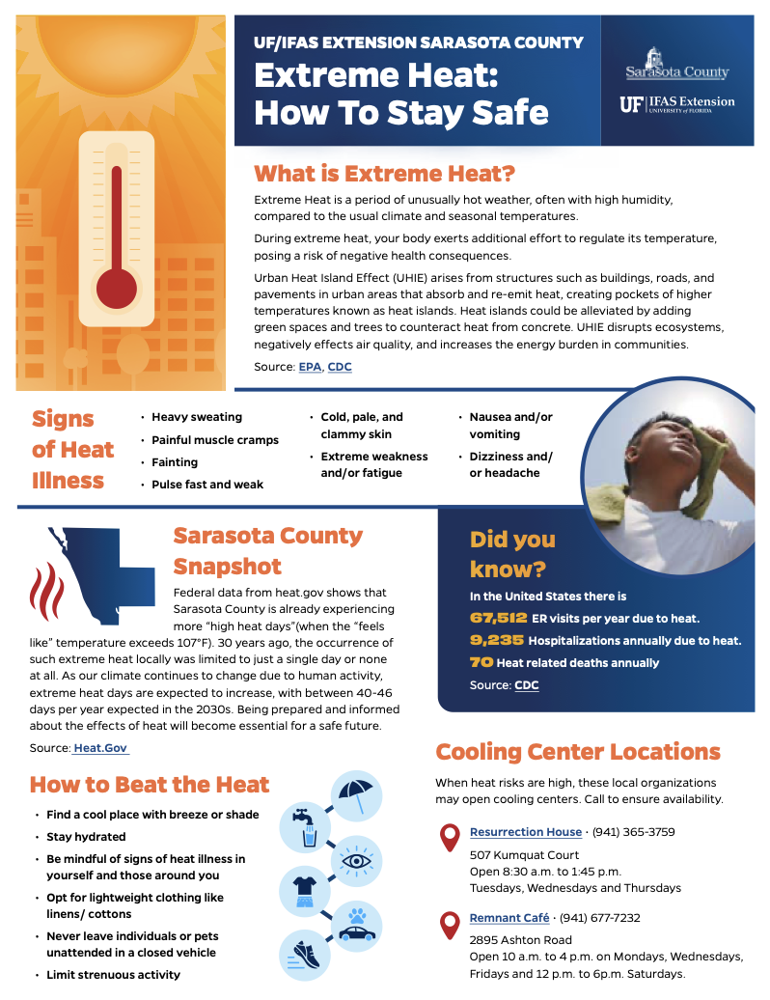 UF/IFAS EXTENSION SARASOTA COUNTY
Extreme Heat:
How To Stay Safe
Sarasota County
UF IFAS Extension
UNIVERSITY of FLORIDA
What is Extreme Heat?
Extreme Heat is a period of unusually hot weather, often with high humidity,
compared to the usual climate and seasonal temperatures.
During extreme heat, your body exerts additional effort to regulate its temperature,
posing a risk of negative health consequences.
Urban Heat Island Effect (UHIE) arises from structures such as buildings, roads, and
pavements in urban areas that absorb and re-emit heat, creating pockets of higher
temperatures known as heat islands. Heat islands could be alleviated by adding
green spaces and trees to counteract heat from concrete. UHIE disrupts ecosystems,
negatively effects air quality, and increases the energy burden in communities.
Source: EPA, CDC
Signs
of Heat
Illness
• Heavy sweating
• Painful muscle cramps
• Fainting
• Pulse fast and weak
• Cold, pale, and
clammy skin
• Extreme weakness
and/or fatigue
• Nausea and/or
vomiting
• Dizziness and/
or headache
Sarasota County
Snapshot
Federal data from heat.gov shows that
Sarasota County is already experiencing
more “high heat days”(when the “feels
like” temperature exceeds 107°F). 30 years ago, the occurrence of
such extreme heat locally was limited to just a single day or none
at all. As our climate continues to change due to human activity,
extreme heat days are expected to increase, with between 40-46
days per year expected in the 2030s. Being prepared and informed
about the effects of heat will become essential for a safe future.
Source: Heat.Gov
Did you
know?
In the United States there is
67,512 ER visits per year due to heat.
9,235 Hospitalizations annually due to heat.
70 Heat related deaths annually
Source: CDC
How to Beat the Heat
• Find a cool place with breeze or shade
• Stay hydrated
• Be mindful of signs of heat illness in
yourself and those around you
• Opt for lightweight clothing like
linens/ cottons
• Never leave individuals or pets
unattended in a closed vehicle
• Limit strenuous activity
Cooling Center Locations
When heat risks are high, these local organizations
may open cooling centers. Call to ensure availability.
Resurrection House · (941) 365-3759
507 Kumquat Court
Open 8:30 a.m. to 1:45 p.m.
Tuesdays, Wednesdays and Thursdays
Remnant Café · (941) 677-7232
2895 Ashton Road
Open 10 a.m. to 4 p.m. on Mondays, Wednesdays,
Fridays and 12 p.m. to 6p.m. Saturdays.